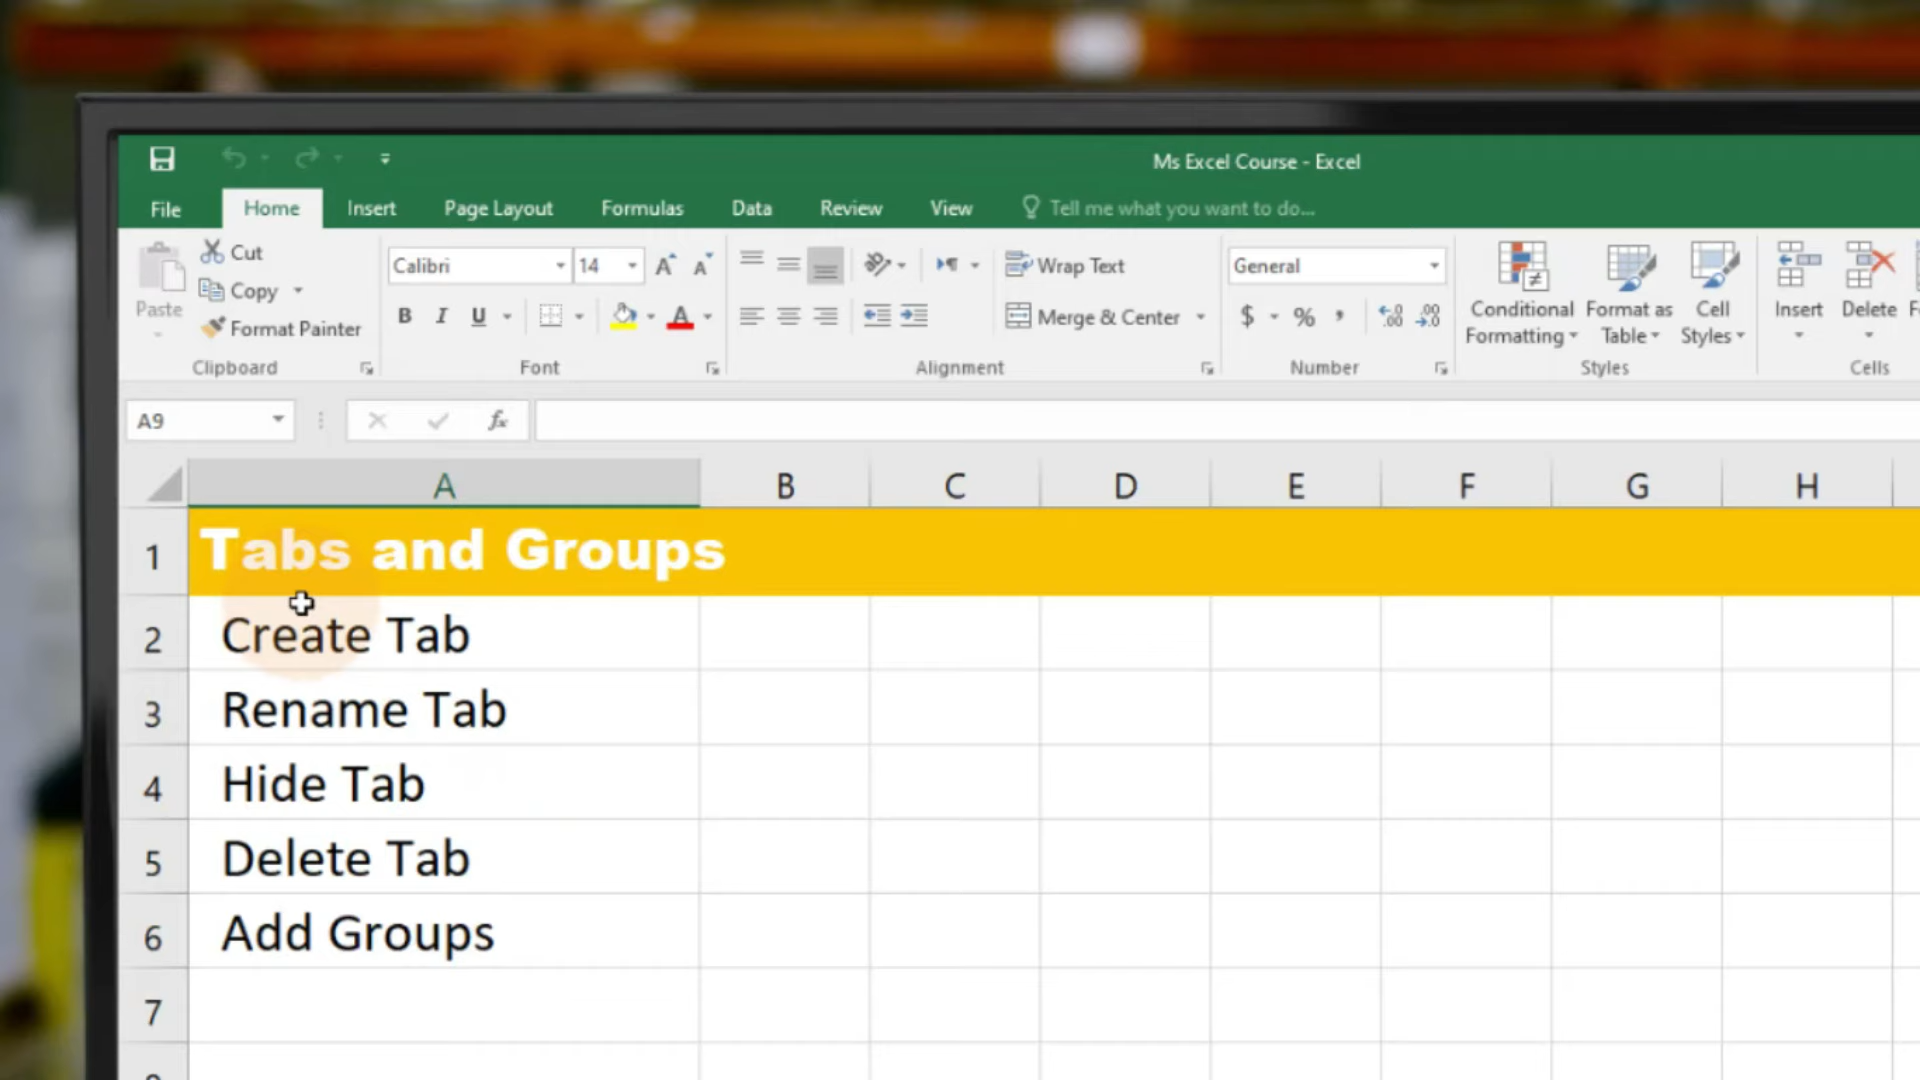 Ms Excel Course - Excel
File Home Insert Page Layout Formulas Data Review View Tell me what you want to do...
Paste
Cut
Copy
Format Painter
Clipboard
Calibri 14
B I U A
Font
Wrap Text
Merge & Center
Alignment
General
$ % ,
Number
Conditional Formatting
Format as Table
Cell Styles
Styles
Insert
Delete
Cells
A9 fx
A B C D E F G H
1 Tabs and Groups
2 Create Tab
3 Rename Tab
4 Hide Tab
5 Delete Tab
6 Add Groups
7